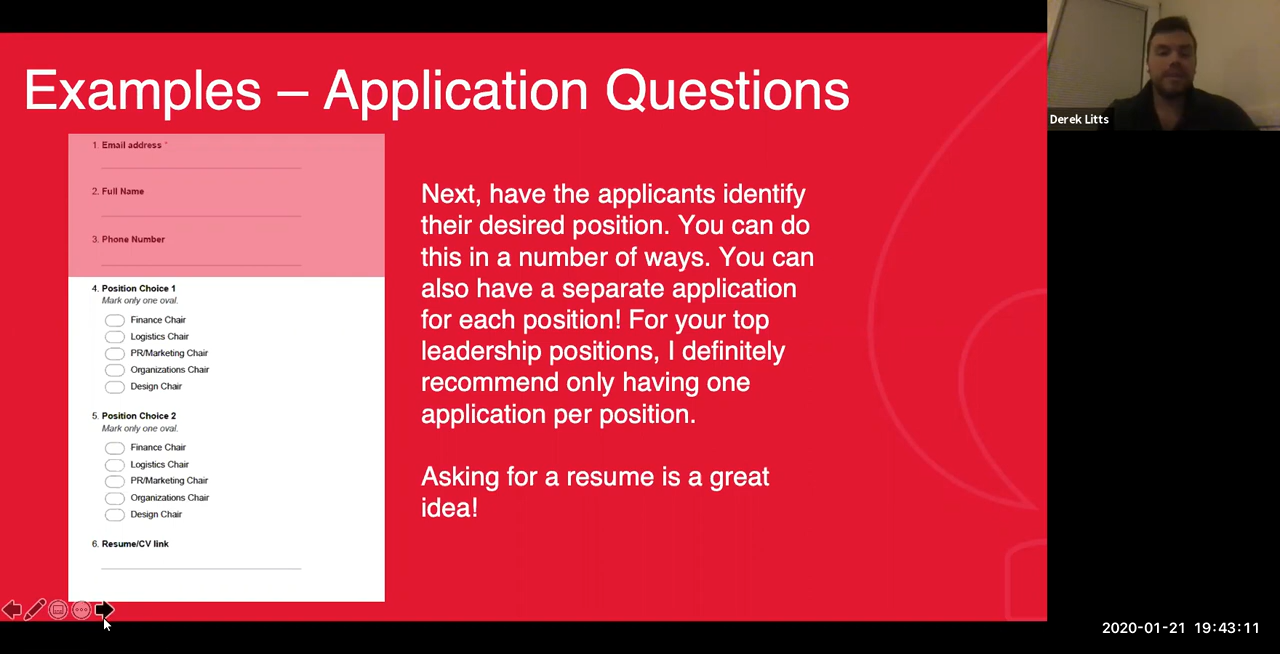 Examples – Application Questions
1. Email address *
2. Full Name
3. Phone Number
4. Position Choice 1
Mark only one oval.
Finance Chair
Logistics Chair
PR/Marketing Chair
Organizations Chair
Design Chair
5. Position Choice 2
Mark only one oval.
Finance Chair
Logistics Chair
PR/Marketing Chair
Organizations Chair
Design Chair
6. Resume/CV link
Next, have the applicants identify
their desired position. You can do
this in a number of ways. You can
also have a separate application
for each position! For your top
leadership positions, I definitely
recommend only having one
application per position.
Asking for a resume is a great
idea!
Derek Litts
2020-01-21 19:43:11